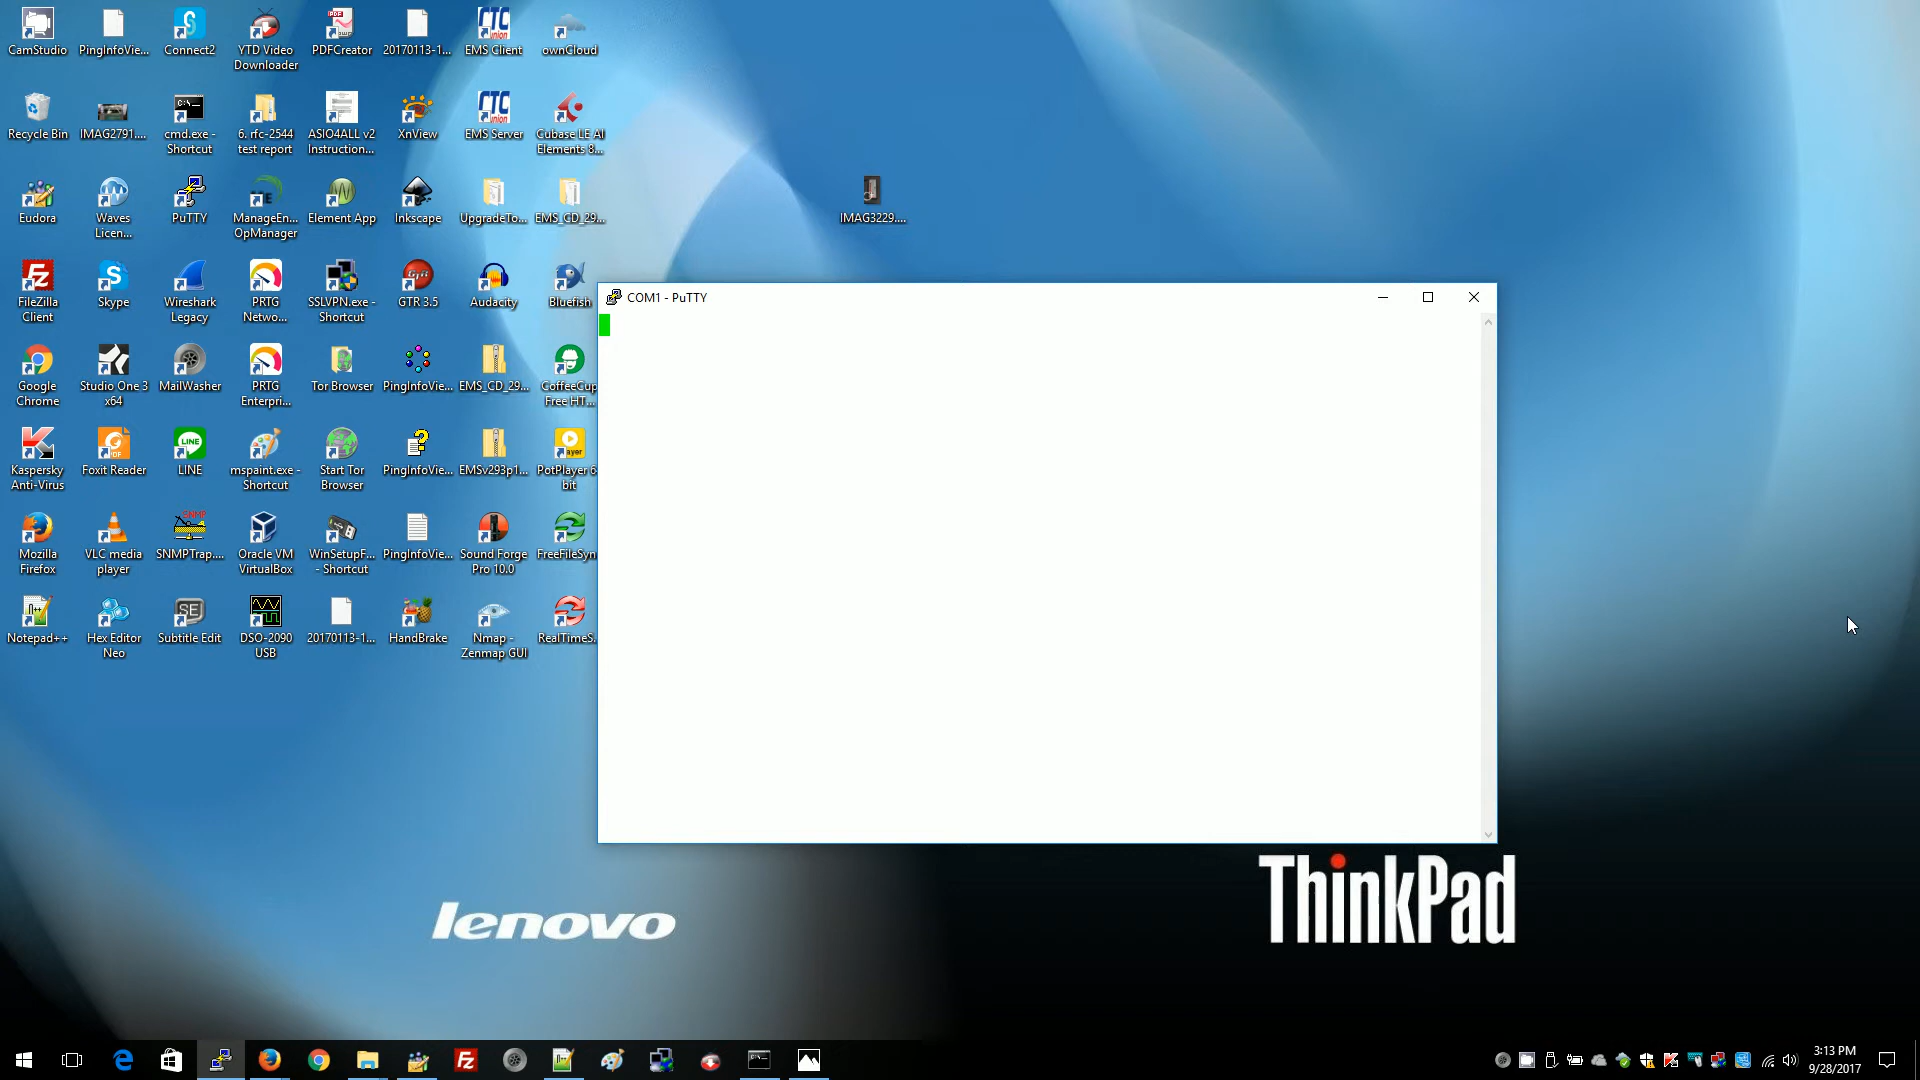 CamStudio
PingInfoVie...
Connect2
YTD Video
Downloader
PDFCreator
20170113-1...
EMS Client
ownCloud
Recycle Bin
IMAG2791....
cmd.exe -
Shortcut
6. rfc-2544
test report
ASIO4ALL v2
Instruction...
XnView
EMS Server
Cubase LE AI
Elements 8...
Eudora
Waves
Licen...
PuTTY
ManageEn...
OpManager
Element App
Inkscape
UpgradeTo...
EMS_CD_29...
IMAG3229....
FileZilla
Client
Skype
Wireshark
Legacy
PRTG
Netwo...
SSLVPN.exe -
Shortcut
GTR 3.5
Audacity
Bluefish
COM1 - PuTTY
Google
Chrome
Studio One 3
x64
MailWasher
PRTG
Enterpri...
Tor Browser
PingInfoVie...
EMS_CD_29...
CoffeeCup
Free HT...
Kaspersky
Anti-Virus
Foxit Reader
LINE
mspaint.exe -
Shortcut
Start Tor
Browser
PingInfoVie...
EMSv293p1...
PotPlayer 6
bit
Mozilla
Firefox
VLC media
player
SNMPTrap....
Oracle VM
VirtualBox
WinSetupF...
- Shortcut
PingInfoVie...
Sound Forge
Pro 10.0
FreeFileSyn
Notepad++
Hex Editor
Neo
Subtitle Edit
DSO-2090
USB
20170113-1...
HandBrake
Nmap -
Zenmap GUI
RealTimeS.
lenovo
ThinkPad
3:13 PM
9/28/2017